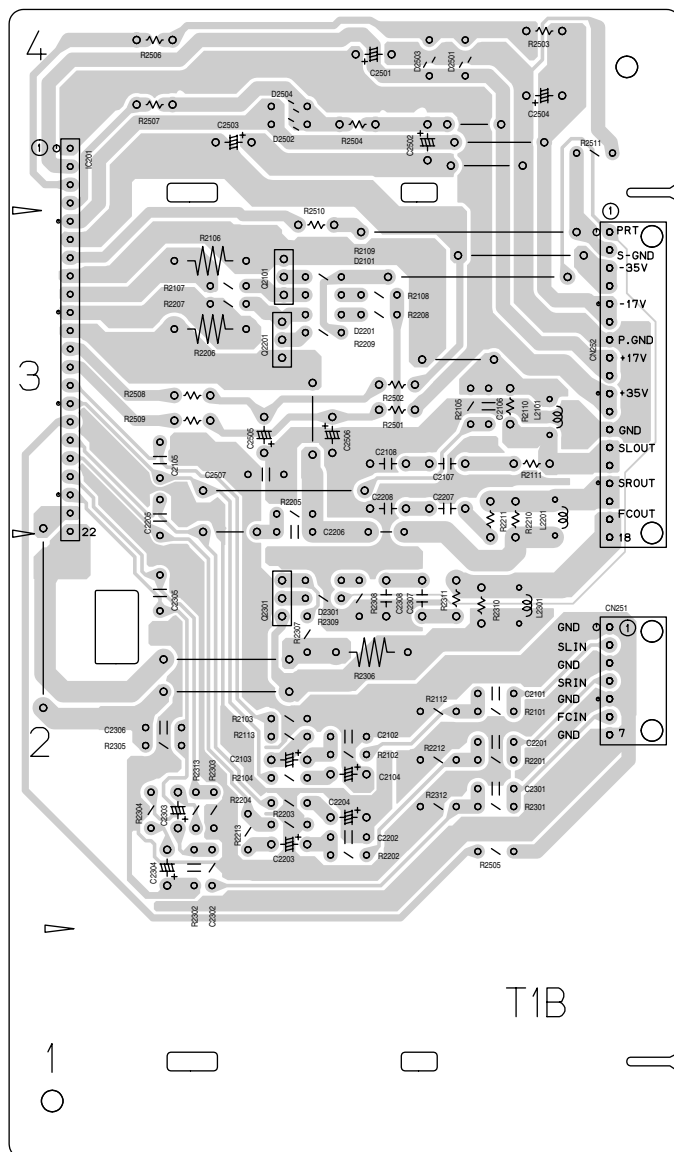 4
R2506
C2501
D2503
D2501
R2503
R2507
D2504
C2503
D2502
R2504
C2502
C2504
1
IC201
R2511
R2510
1
PRT
R2106
R2109
D2101
S-GND
-35V
Q2101
R2107
R2207
R2108
R2208
-17V
R2206
Q2201
D2201
R2209
P.GND
CN252
+17V
3
R2508
R2502
+35V
R2509
R2501
R2105
C2106
R2110
L2101
GND
C2505
C2506
SLOUT
C2105
C2507
C2108
C2107
R2111
SROUT
C2205
R2205
C2208
C2207
R2211
R2210
L2201
FCOUT
22
C2206
18
C2305
Q2301
D2301
R2309
R2308
C2308
C2307
R2311
R2310
L2301
CN251
R2307
GND
1
SLIN
R2306
GND
SRIN
C2101
R2112
R2101
GND
R2103
FCIN
2
C2306
R2113
C2102
GND
7
R2305
R2102
C2201
C2103
R2212
R2201
R2104
C2104
R2313
R2303
C2301
R2304
C2303
R2204
R2203
C2204
R2312
R2301
R2213
C2202
C2203
R2202
R2505
C2304
R2302
C2302
T1B
1